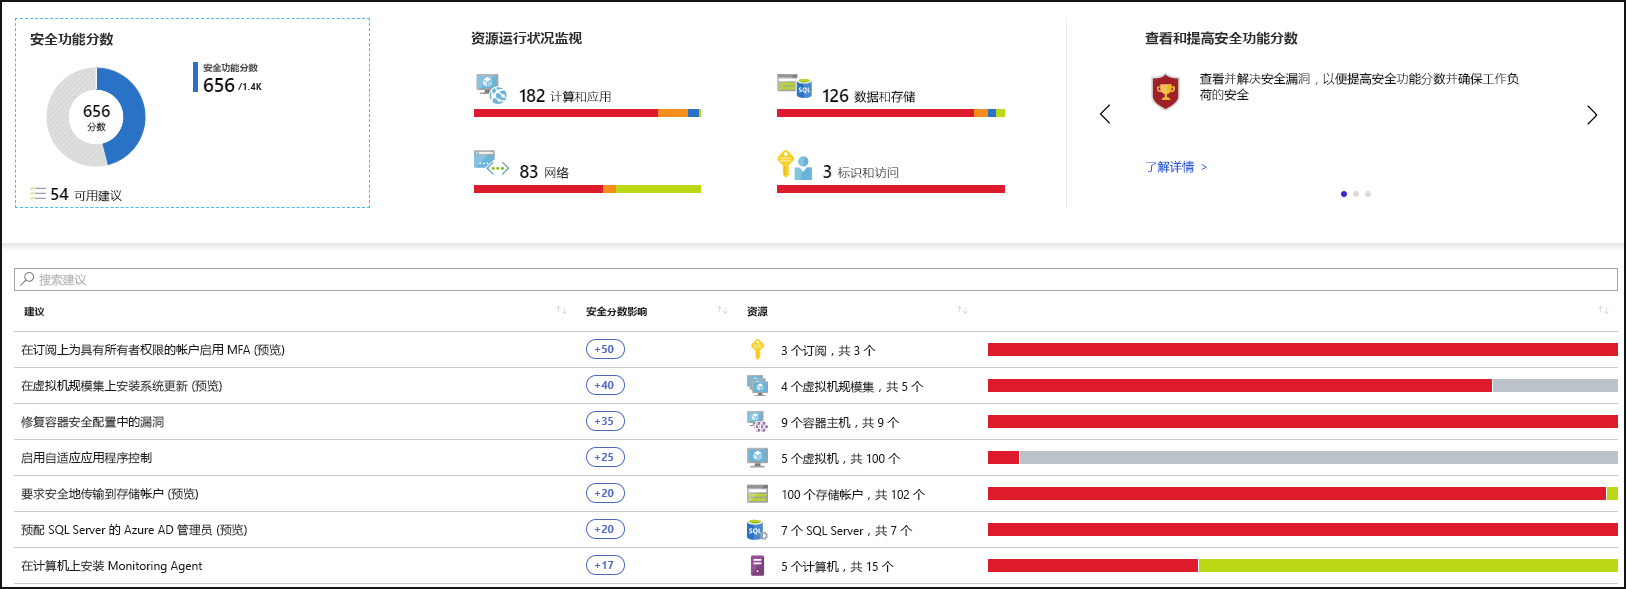 安全功能分数
656
分数
安全功能分数
656 /1.4K
54 可用建议
资源运行状况监视
182 计算和应用
SQL
126 数据和存储
83 网络
3 标识和访问
查看和提高安全功能分数
查看并解决安全漏洞，以便提高安全功能分数并确保工作负
荷的安全
了解详情 >
搜索建议
建议 安全分数影响 资源
在订阅上为具有所有者权限的帐户启用 MFA (预览) +50 3 个订阅，共 3 个
在虚拟机规模集上安装系统更新 (预览) +40 4 个虚拟机规模集，共 5 个
修复容器安全配置中的漏洞 +35 9 个容器主机，共 9 个
启用自适应应用程序控制 +25 5 个虚拟机，共 100 个
要求安全地传输到存储帐户 (预览) +20 100 个存储帐户，共 102 个
预配 SQL Server 的 Azure AD 管理员 (预览) +20 SQL 7 个 SQL Server，共 7 个
在计算机上安装 Monitoring Agent +17 5 个计算机，共 15 个